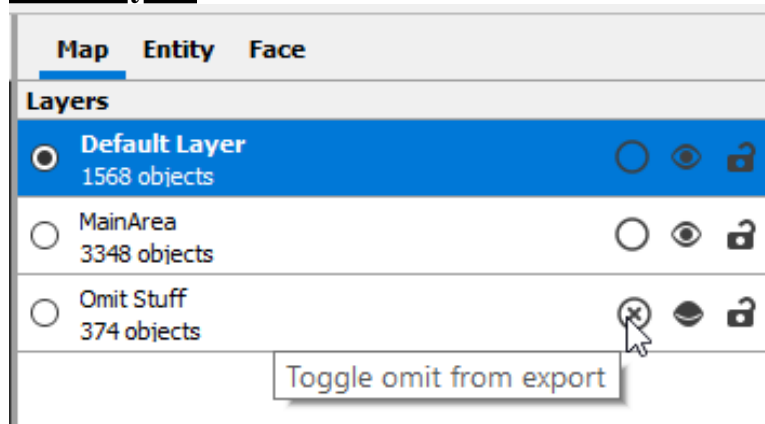 Map Entity Face
Layers
Default Layer
1568 objects
MainArea
3348 objects
Omit Stuff
374 objects
Toggle omit from export